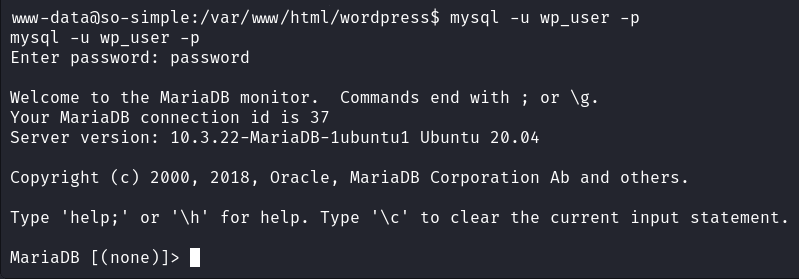 www-data@so-simple:/var/www/html/wordpress$ mysql -u wp_user -p
mysql -u wp_user -p
Enter password: password
Welcome to the MariaDB monitor.  Commands end with ; or \g.
Your MariaDB connection id is 37
Server version: 10.3.22-MariaDB-1ubuntu1 Ubuntu 20.04
Copyright (c) 2000, 2018, Oracle, MariaDB Corporation Ab and others.
Type 'help;' or '\h' for help. Type '\c' to clear the current input statement.
MariaDB [(none)]>